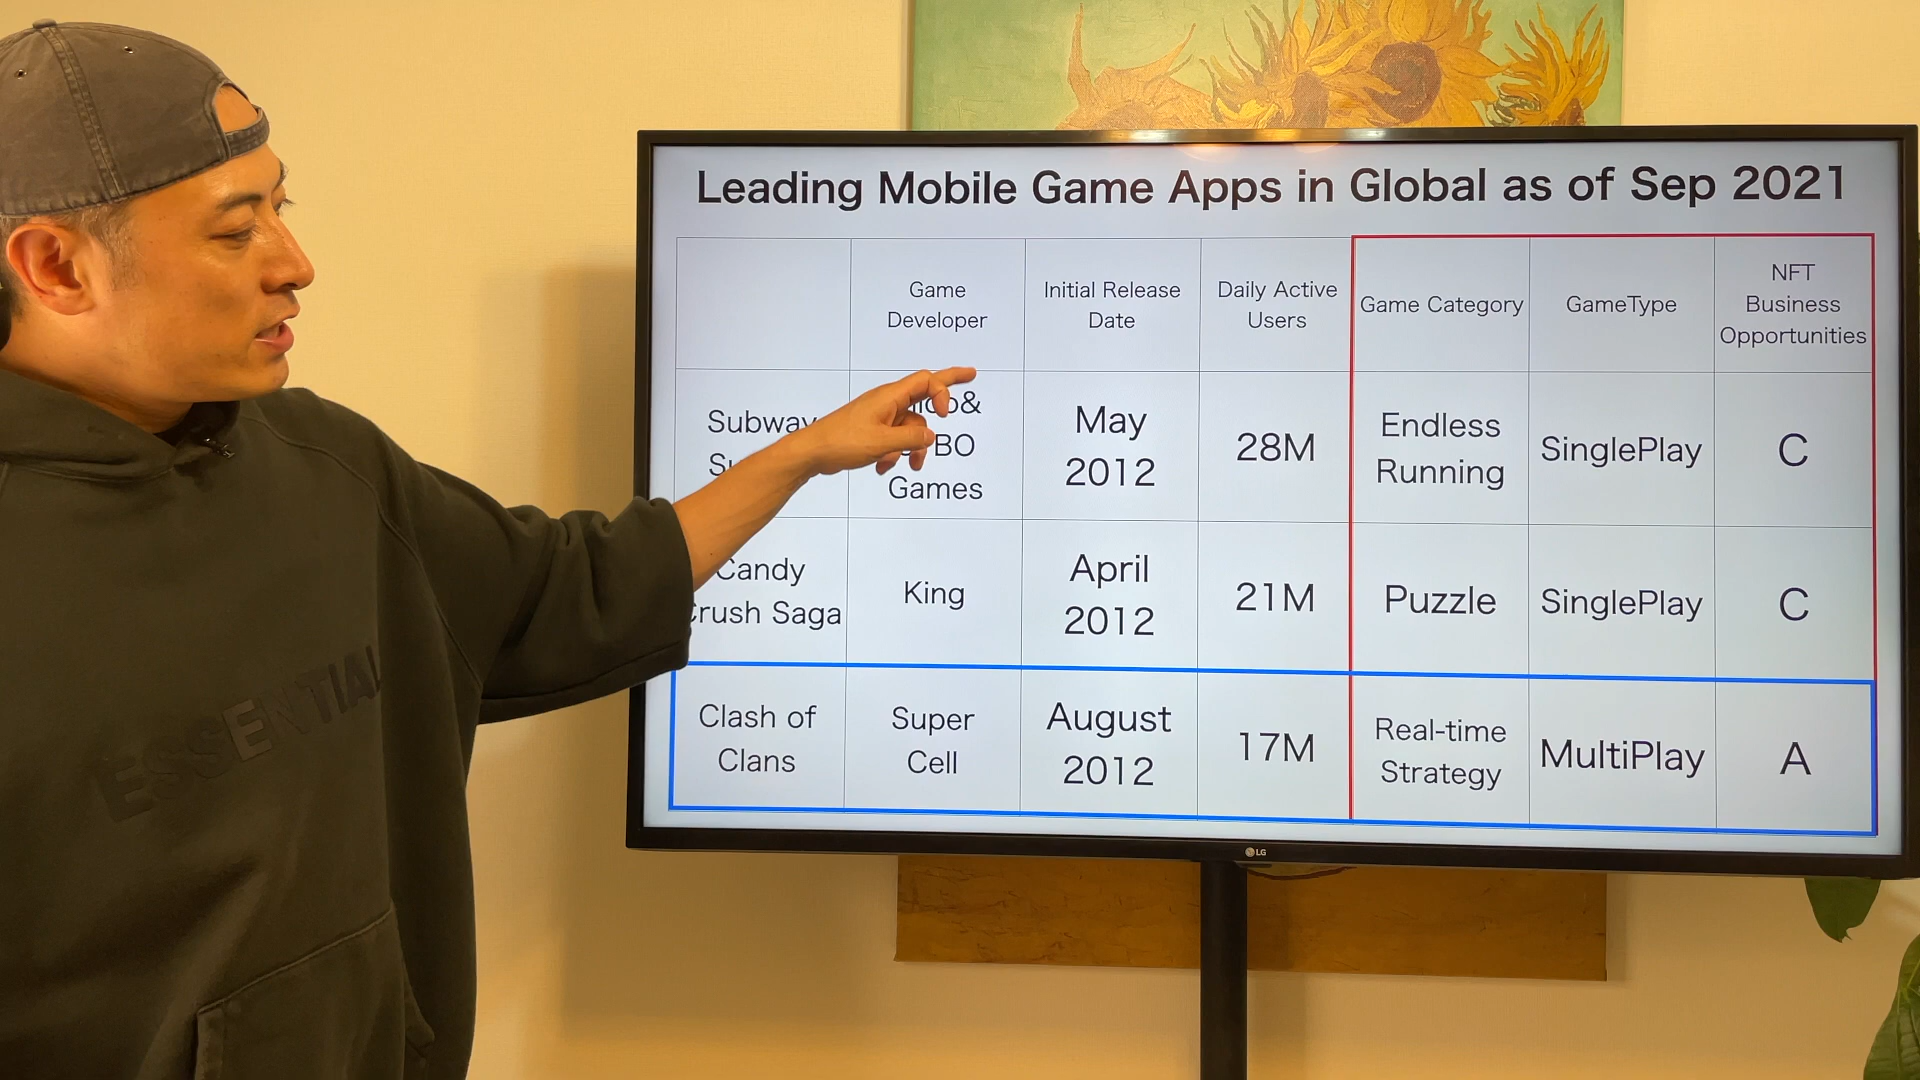 Leading Mobile Game Apps in Global as of Sep 2021
Game
Developer
Initial Release
Date
Daily Active
Users
Game Category
GameType
NFT
Business
Opportunities
Subway
&
BO
Games
May
2012
28M
Endless
Running
SinglePlay
C
Candy
Crush Saga
King
April
2012
21M
Puzzle
SinglePlay
C
Clash of
Clans
Super
Cell
August
2012
17M
Real-time
Strategy
MultiPlay
A
LG
ESSENTIAL